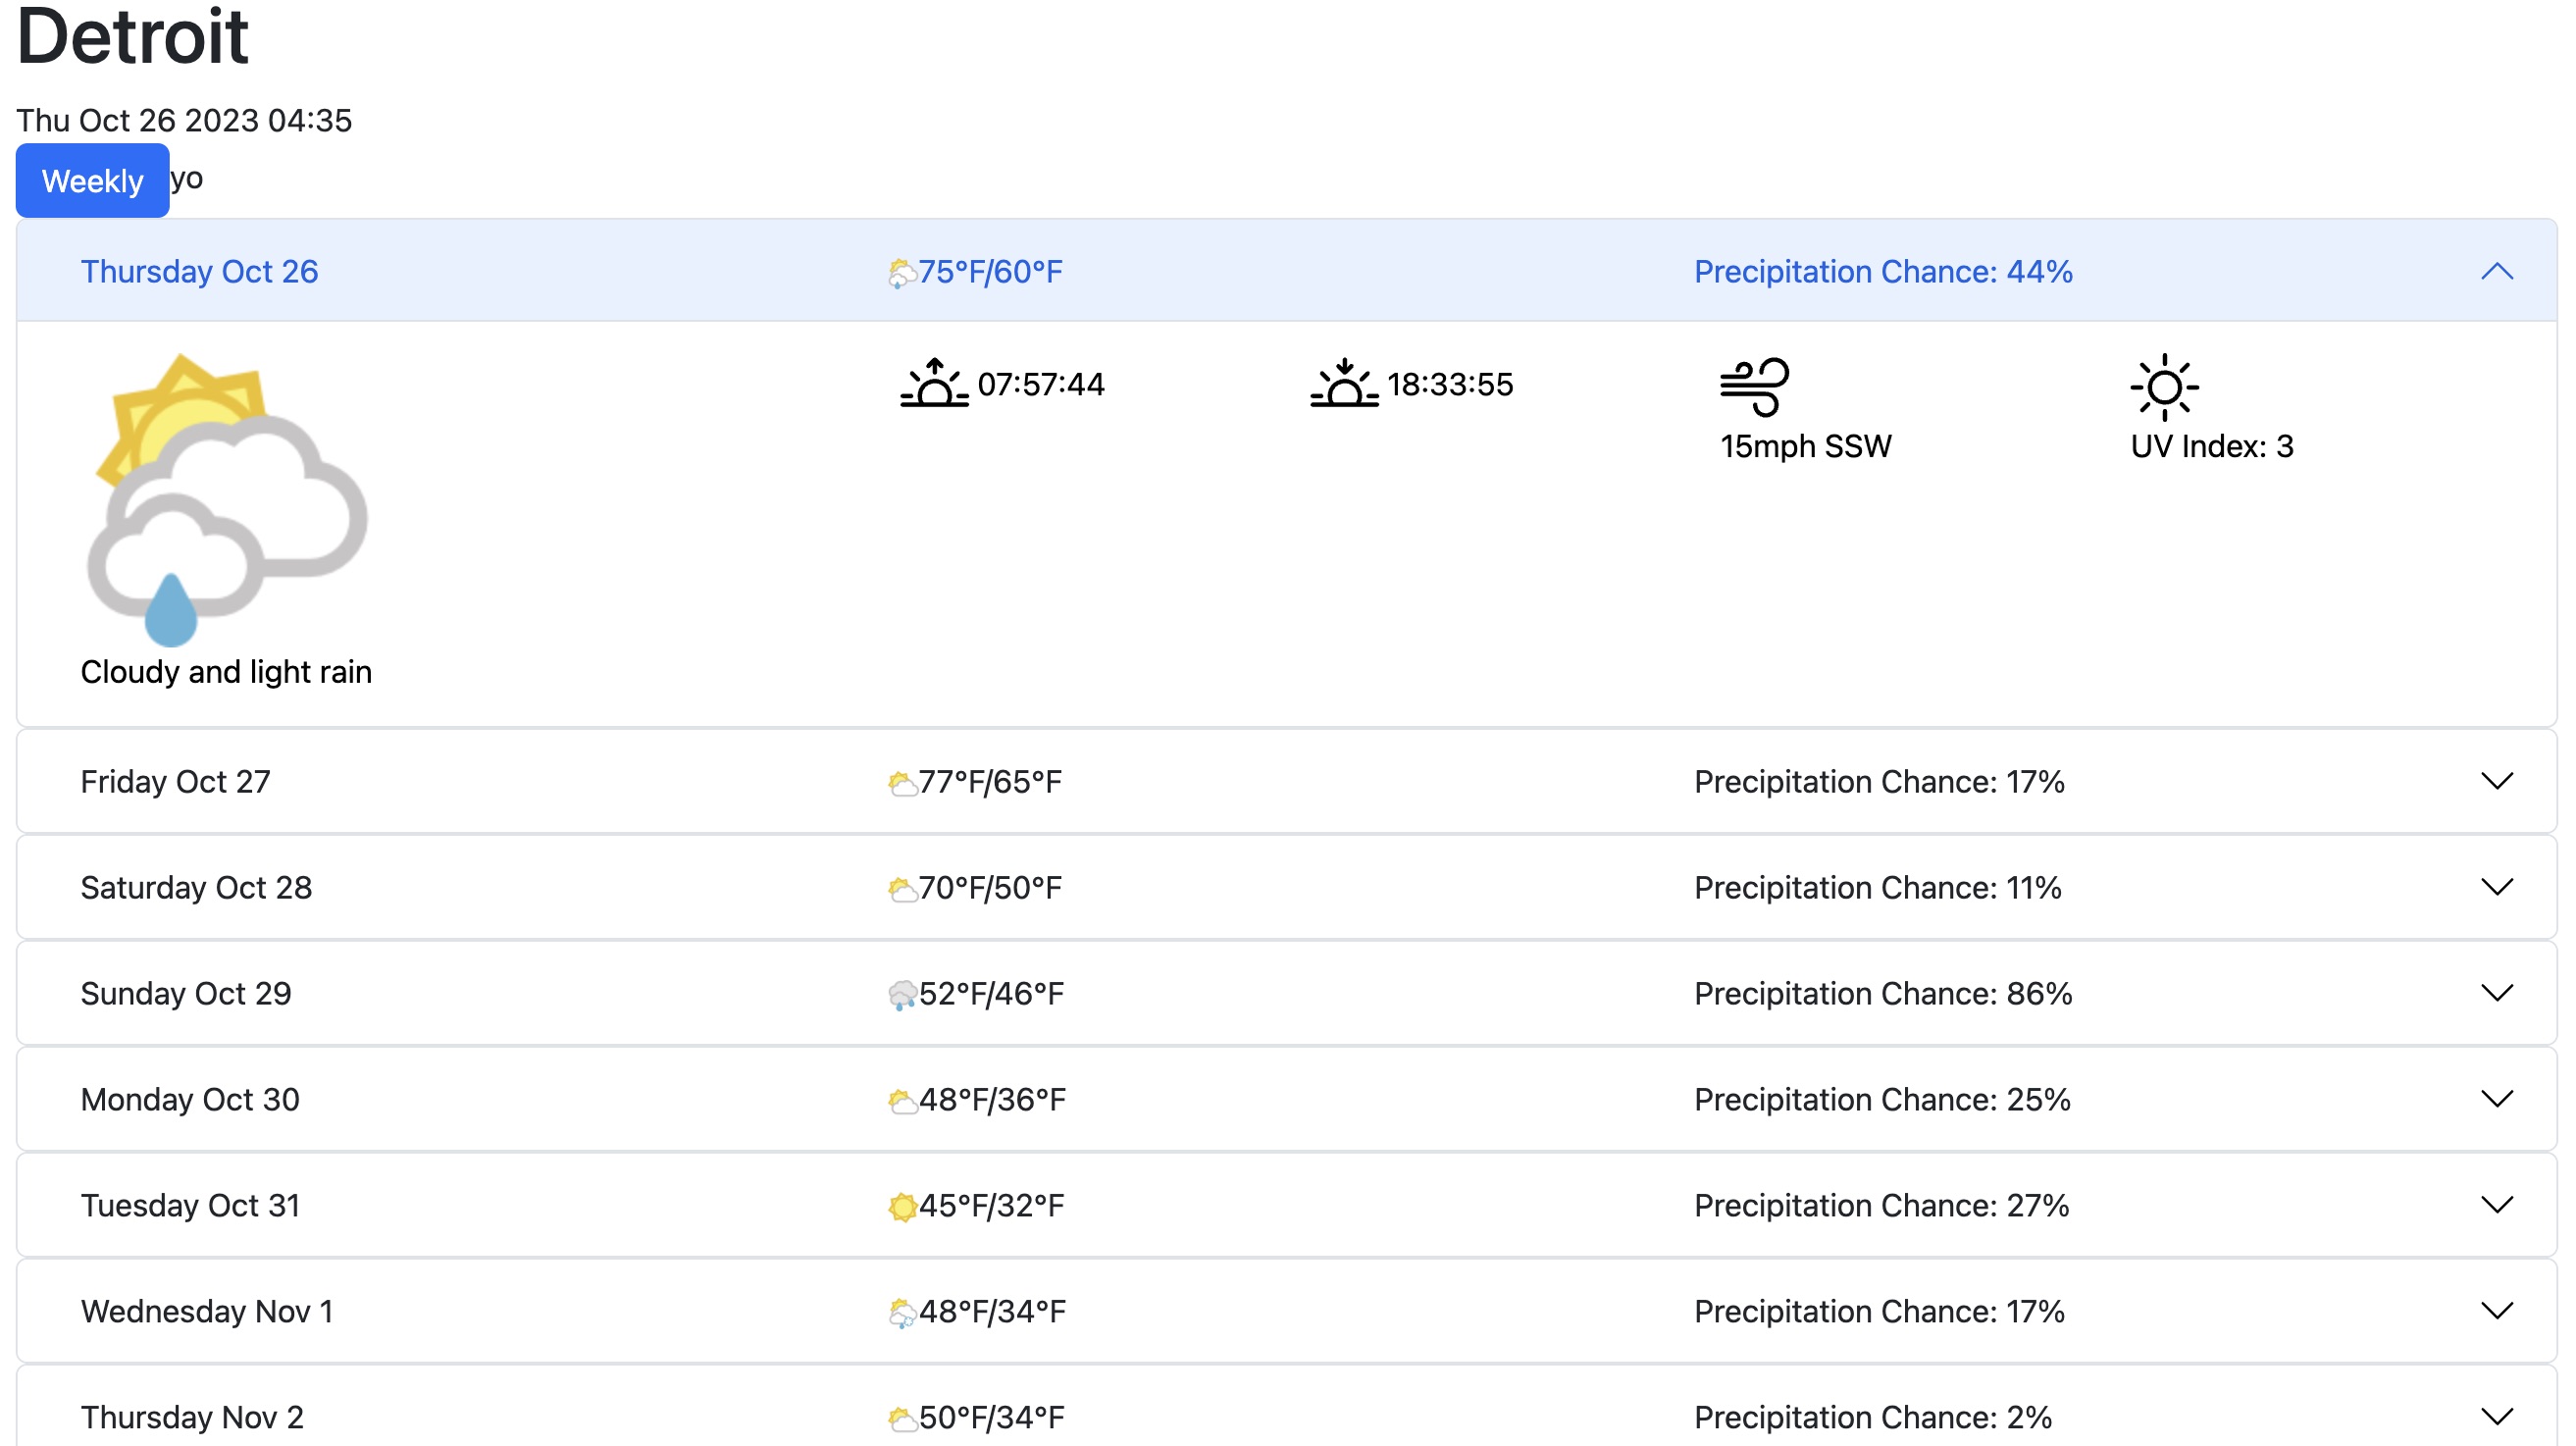 Detroit
Thu Oct 26 2023 04:35
Weekly yo
Thursday Oct 26 75°F/60°F Precipitation Chance: 44%
07:57:44 18:33:55
15mph SSW UV Index: 3
Cloudy and light rain
Friday Oct 27 77°F/65°F Precipitation Chance: 17%
Saturday Oct 28 70°F/50°F Precipitation Chance: 11%
Sunday Oct 29 52°F/46°F Precipitation Chance: 86%
Monday Oct 30 48°F/36°F Precipitation Chance: 25%
Tuesday Oct 31 45°F/32°F Precipitation Chance: 27%
Wednesday Nov 1 48°F/34°F Precipitation Chance: 17%
Thursday Nov 2 50°F/34°F Precipitation Chance: 2%